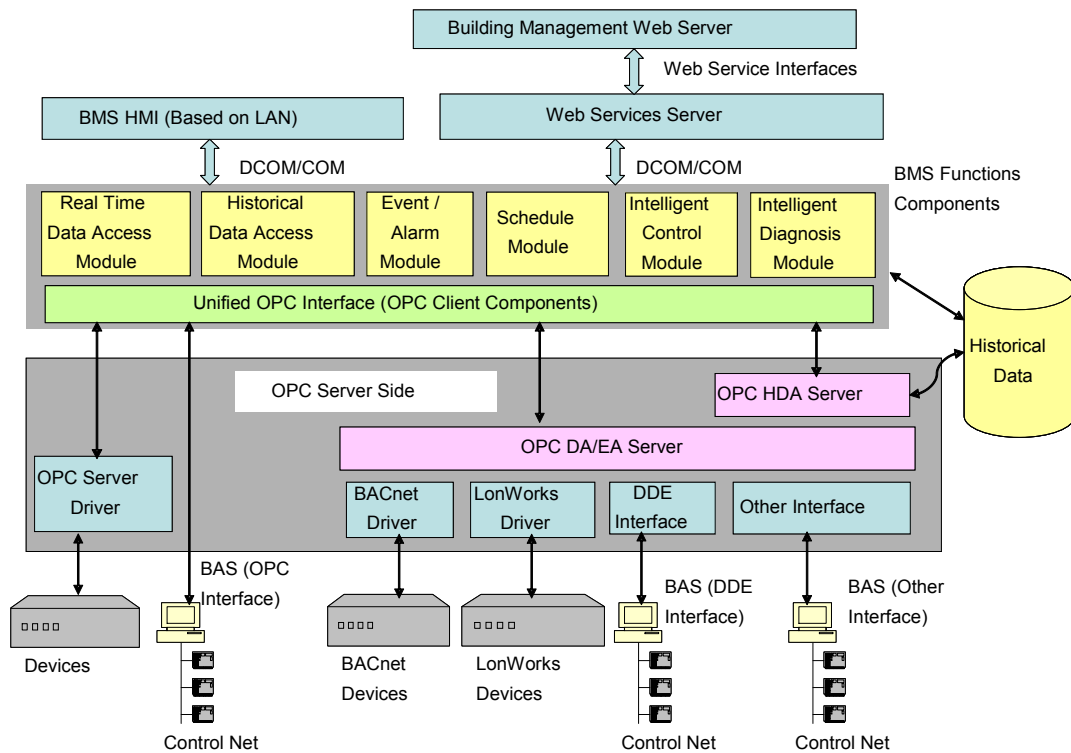 Building Management Web Server
Web Service Interfaces
BMS HMI (Based on LAN)
Web Services Server
DCOM/COM
DCOM/COM
BMS Functions
Components
Real Time
Data Access
Module
Historical
Data Access
Module
Event /
Alarm
Module
Schedule
Module
Intelligent
Control
Module
Intelligent
Diagnosis
Module
Unified OPC Interface (OPC Client Components)
Historical
Data
OPC Server Side
OPC HDA Server
OPC DA/EA Server
OPC Server
Driver
BACnet
Driver
LonWorks
Driver
DDE
Interface
Other Interface
BAS (OPC
Interface)
BAS (DDE
Interface)
BAS (Other
Interface)
Devices
BACnet
Devices
LonWorks
Devices
Control Net
Control Net
Control Net